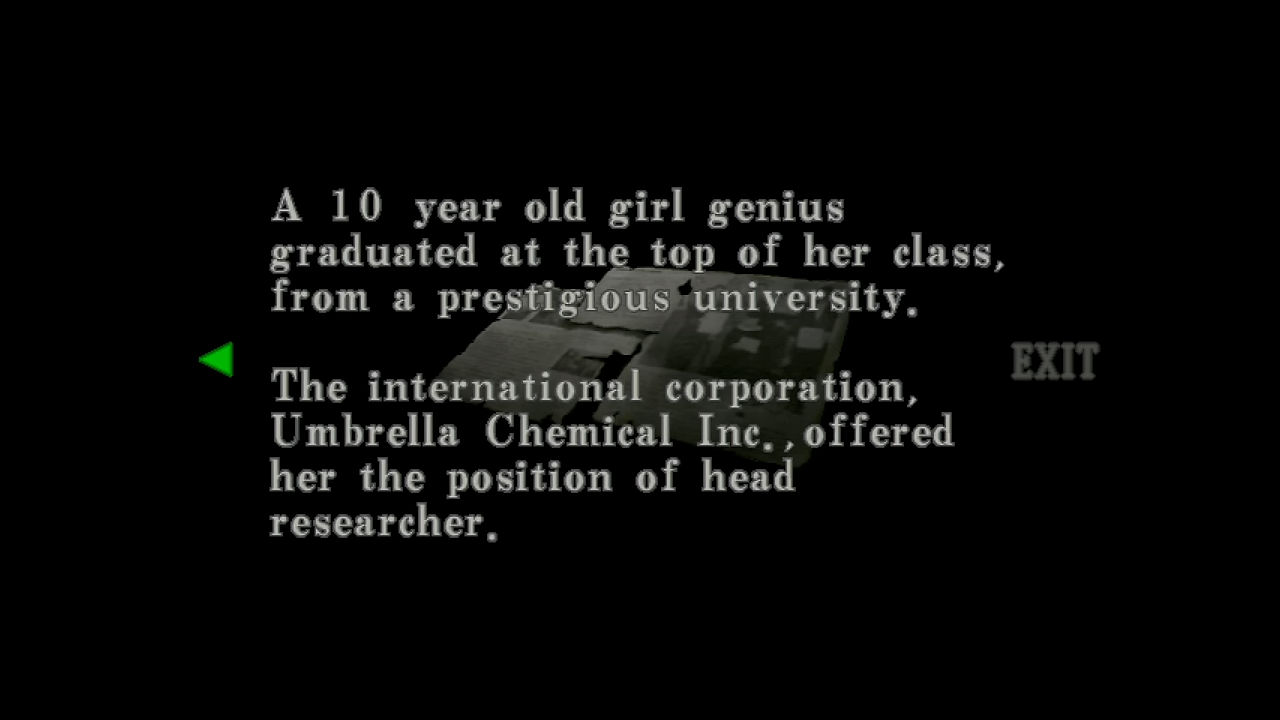 A 10 year old girl genius
graduated at the top of her class,
from a prestigious university.
EXIT
The international corporation,
Umbrella Chemical Inc.,offered
her the position of head
researcher.